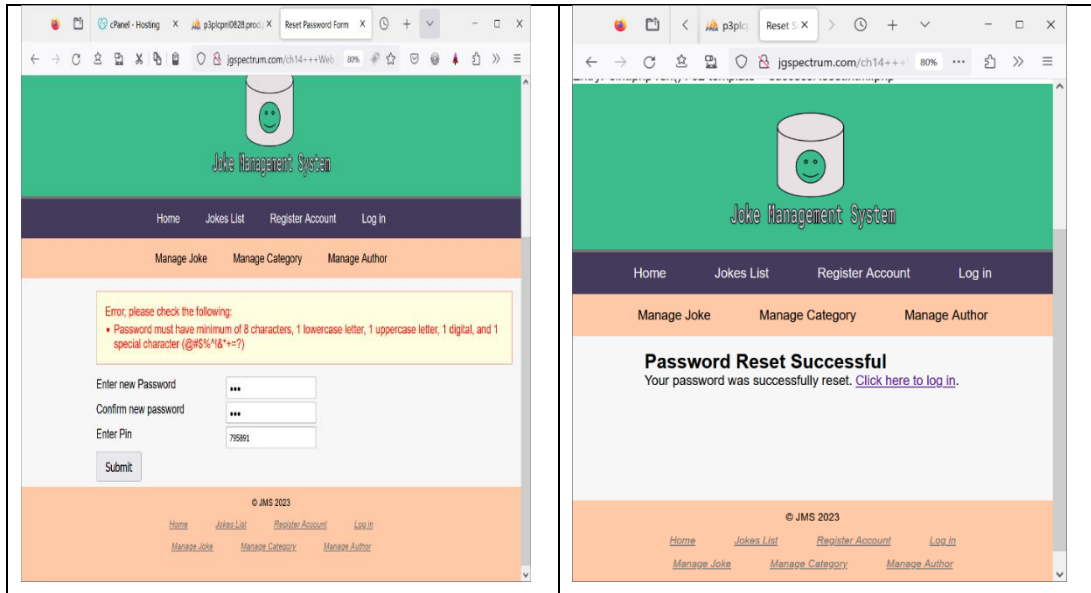 cPanel - Hosting X p3plcpnl0828.prod X Reset Password Form X
jgspectrum.com/ch14+++Web 80%
Joke Management System
Home Jokes List Register Account Log in
Manage Joke Manage Category Manage Author
Error, please check the following:
• Password must have minimum of 8 characters, 1 lowercase letter, 1 uppercase letter, 1 digital, and 1
special character (@#$%^!&*+=?)
Enter new Password •••
Confirm new password •••
Enter Pin 795891
Submit
© JMS 2023
Home Jokes List Register Account Log in
Manage Joke Manage Category Manage Author
p3plc Reset S X
jgspectrum.com/ch14+++ 80%
Joke Management System
Home Jokes List Register Account Log in
Manage Joke Manage Category Manage Author
Password Reset Successful
Your password was successfully reset. Click here to log in.
© JMS 2023
Home Jokes List Register Account Log in
Manage Joke Manage Category Manage Author